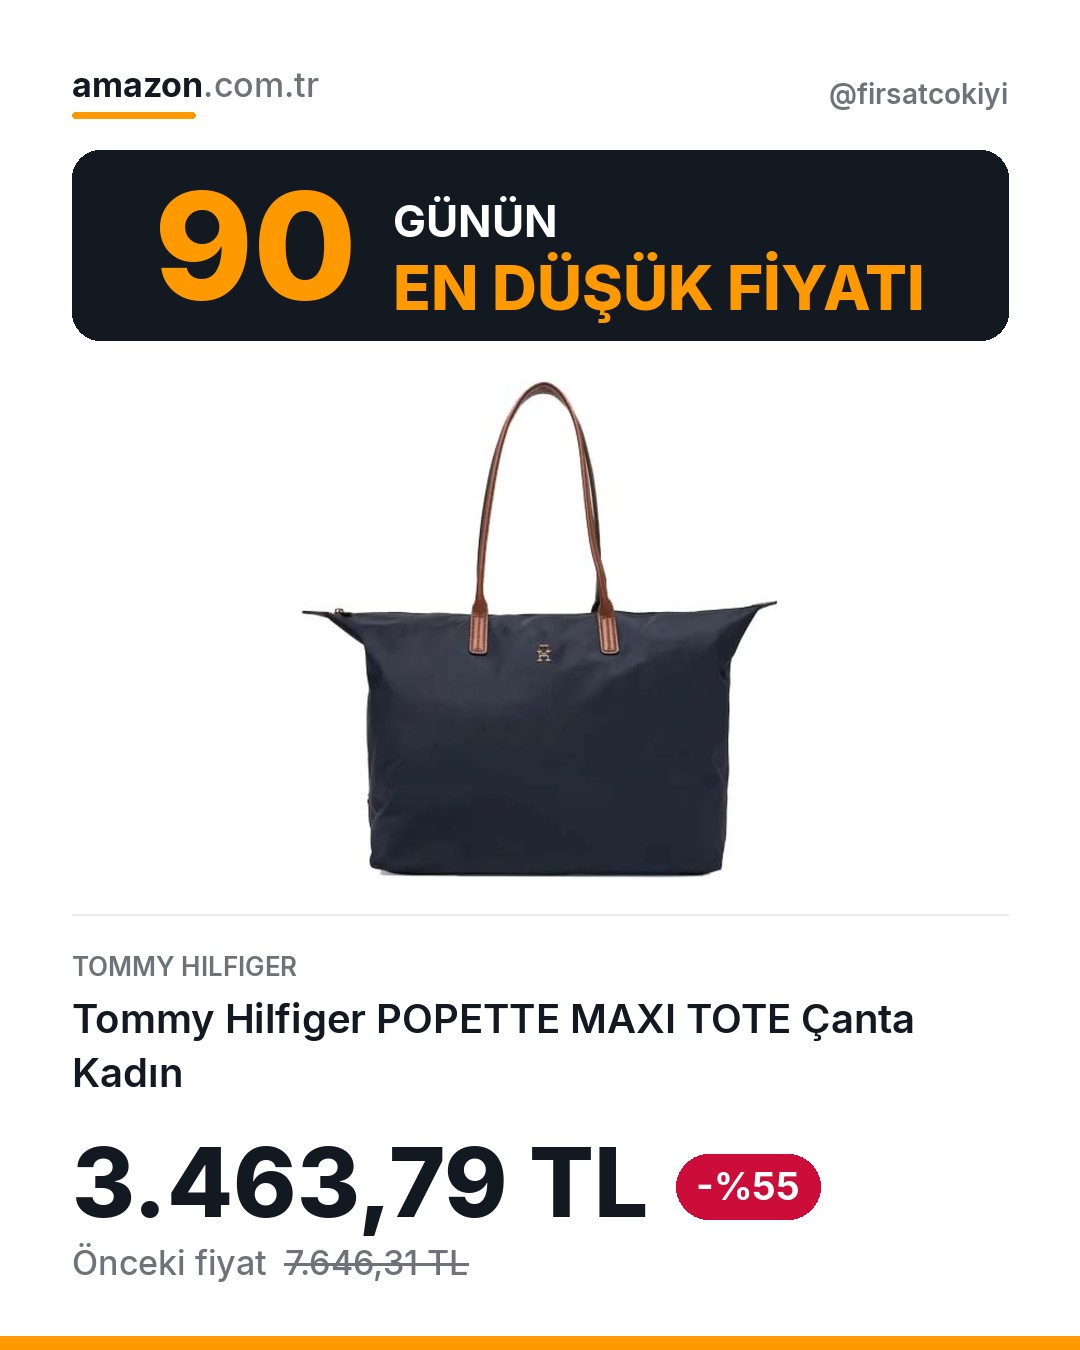 amazon.com.tr
@firsatcokiyi
90 GÜNÜN
EN DÜŞÜK FİYATI
TOMMY HILFIGER
Tommy Hilfiger POPETTE MAXI TOTE Çanta
Kadın
3.463,79 TL -%55
Önceki fiyat 7.646,31 TL